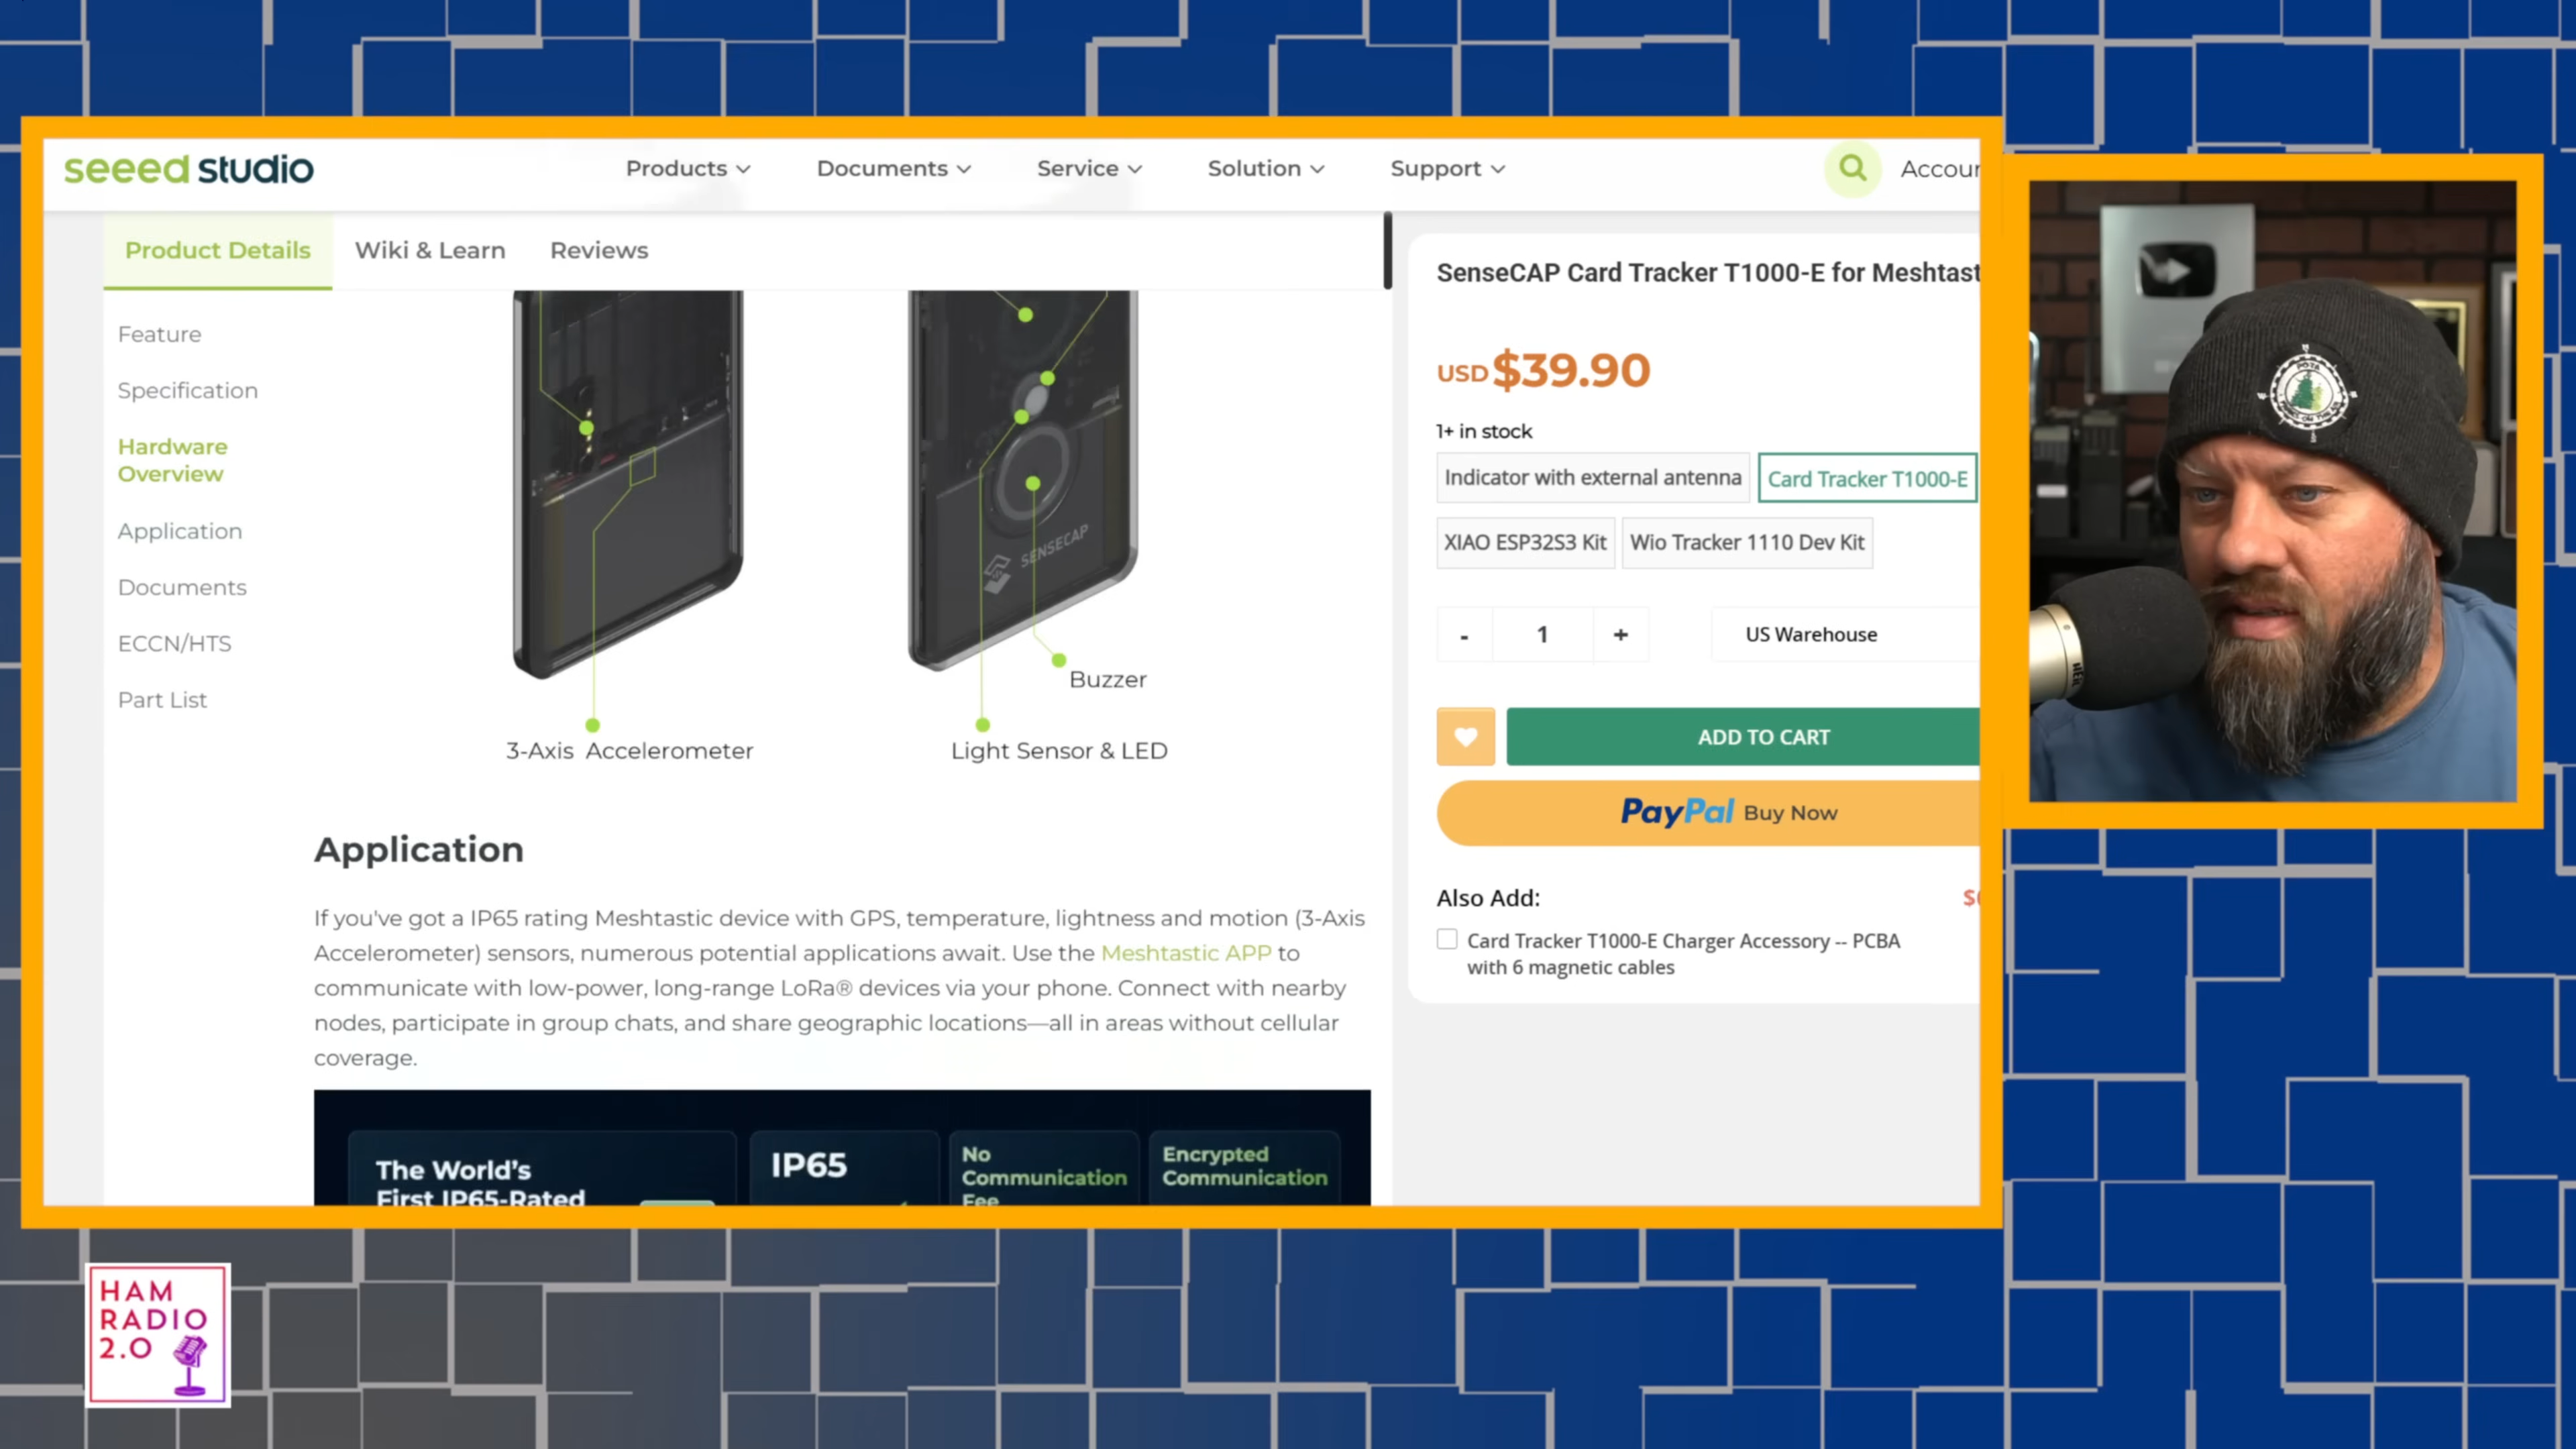 seeed studio
Products
Documents
Service
Solution
Support
Accour
Product Details
Wiki & Learn
Reviews
Feature
Specification
Hardware
Overview
Application
Documents
ECCN/HTS
Part List
SENSECAP
Buzzer
3-Axis Accelerometer
Light Sensor & LED
Application
If you've got a IP65 rating Meshtastic device with GPS, temperature, lightness and motion (3-Axis
Accelerometer) sensors, numerous potential applications await. Use the Meshtastic APP to
communicate with low-power, long-range LoRa® devices via your phone. Connect with nearby
nodes, participate in group chats, and share geographic locations—all in areas without cellular
coverage.
The World's
First IP65-Rated
IP65
No
Communication
Fee
Encrypted
Communication
SenseCAP Card Tracker T1000-E for Meshtast
USD $39.90
1+ in stock
Indicator with external antenna
Card Tracker T1000-E
XIAO ESP32S3 Kit
Wio Tracker 1110 Dev Kit
- 1 +
US Warehouse
ADD TO CART
PayPal Buy Now
Also Add:
Card Tracker T1000-E Charger Accessory -- PCBA
with 6 magnetic cables
POTA
HAM
RADIO
2.0